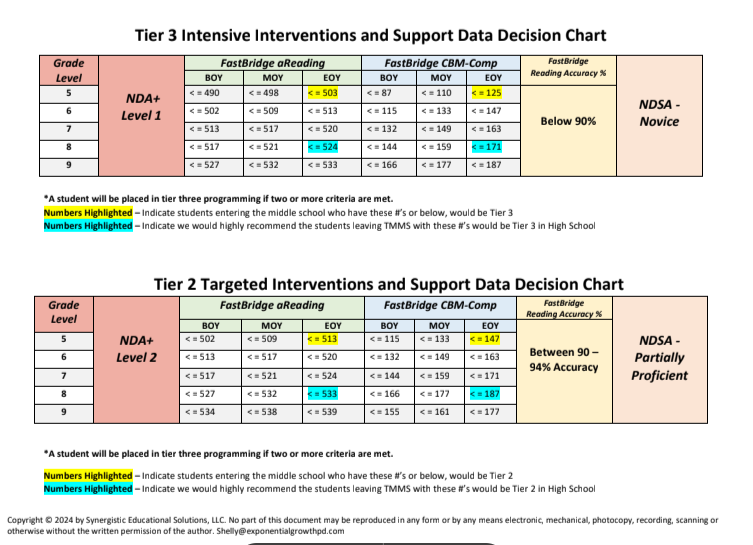 Tier 3 Intensive Interventions and Support Data Decision Chart
Grade Level NDA+ Level 1 FastBridge aReading FastBridge CBM-Comp FastBridge Reading Accuracy % NDSA - Novice
BOY MOY EOY BOY MOY EOY
5 < = 490 < = 498 < = 503 < = 87 < = 110 < = 125 Below 90%
6 < = 502 < = 509 < = 513 < = 115 < = 133 < = 147
7 < = 513 < = 517 < = 520 < = 132 < = 149 < = 163
8 < = 517 < = 521 < = 524 < = 144 < = 159 < = 171
9 < = 527 < = 532 < = 533 < = 166 < = 177 < = 187
*A student will be placed in tier three programming if two or more criteria are met.
Numbers Highlighted – Indicate students entering the middle school who have these #'s or below, would be Tier 3
Numbers Highlighted – Indicate we would highly recommend the students leaving TMMS with these #'s would be Tier 3 in High School
Tier 2 Targeted Interventions and Support Data Decision Chart
Grade Level NDA+ Level 2 FastBridge aReading FastBridge CBM-Comp FastBridge Reading Accuracy % NDSA - Partially Proficient
BOY MOY EOY BOY MOY EOY
5 < = 502 < = 509 < = 513 < = 115 < = 133 < = 147 Between 90 – 94% Accuracy
6 < = 513 < = 517 < = 520 < = 132 < = 149 < = 163
7 < = 517 < = 521 < = 524 < = 144 < = 159 < = 171
8 < = 527 < = 532 < = 533 < = 166 < = 177 < = 187
9 < = 534 < = 538 < = 539 < = 155 < = 161 < = 177
*A student will be placed in tier three programming if two or more criteria are met.
Numbers Highlighted – Indicate students entering the middle school who have these #'s or below, would be Tier 2
Numbers Highlighted – Indicate we would highly recommend the students leaving TMMS with these #'s would be Tier 2 in High School
Copyright © 2024 by Synergistic Educational Solutions, LLC. No part of this document may be reproduced in any form or by any means electronic, mechanical, photocopy, recording, scanning or
otherwise without the written permission of the author. Shelly@exponentialgrowthpd.com